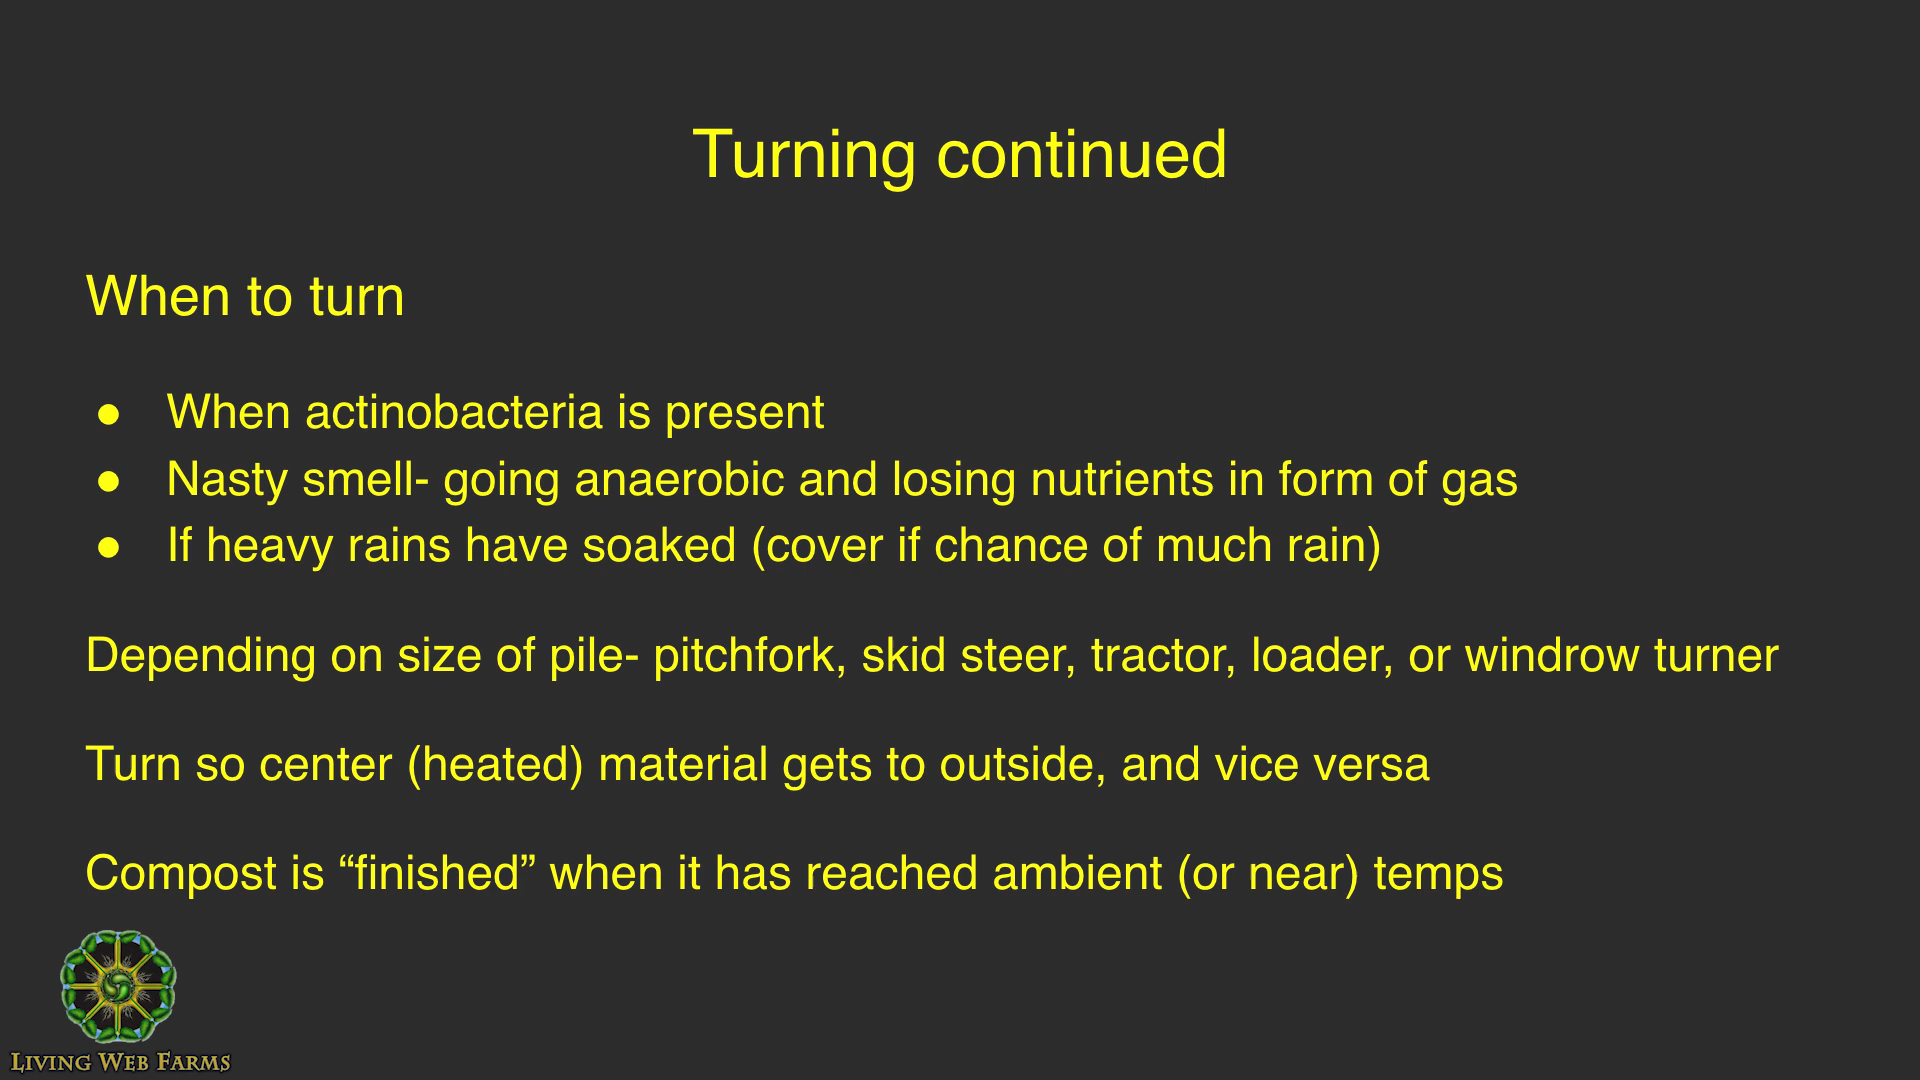 Turning continued
When to turn
● When actinobacteria is present
● Nasty smell- going anaerobic and losing nutrients in form of gas
● If heavy rains have soaked (cover if chance of much rain)
Depending on size of pile- pitchfork, skid steer, tractor, loader, or windrow turner
Turn so center (heated) material gets to outside, and vice versa
Compost is “finished” when it has reached ambient (or near) temps
Living Web Farms